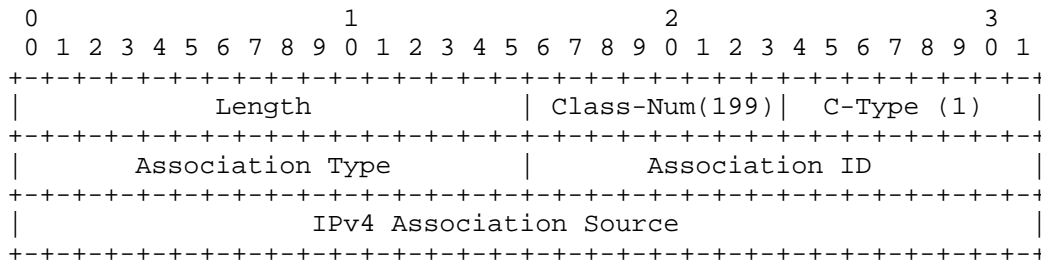 0                   1                   2                   3
 0 1 2 3 4 5 6 7 8 9 0 1 2 3 4 5 6 7 8 9 0 1 2 3 4 5 6 7 8 9 0 1
+-+-+-+-+-+-+-+-+-+-+-+-+-+-+-+-+-+-+-+-+-+-+-+-+-+-+-+-+-+-+-+-+
|            Length             | Class-Num(199)|  C-Type (1)   |
+-+-+-+-+-+-+-+-+-+-+-+-+-+-+-+-+-+-+-+-+-+-+-+-+-+-+-+-+-+-+-+-+
|       Association Type        |       Association ID          |
+-+-+-+-+-+-+-+-+-+-+-+-+-+-+-+-+-+-+-+-+-+-+-+-+-+-+-+-+-+-+-+-+
|                  IPv4 Association Source                      |
+-+-+-+-+-+-+-+-+-+-+-+-+-+-+-+-+-+-+-+-+-+-+-+-+-+-+-+-+-+-+-+-+